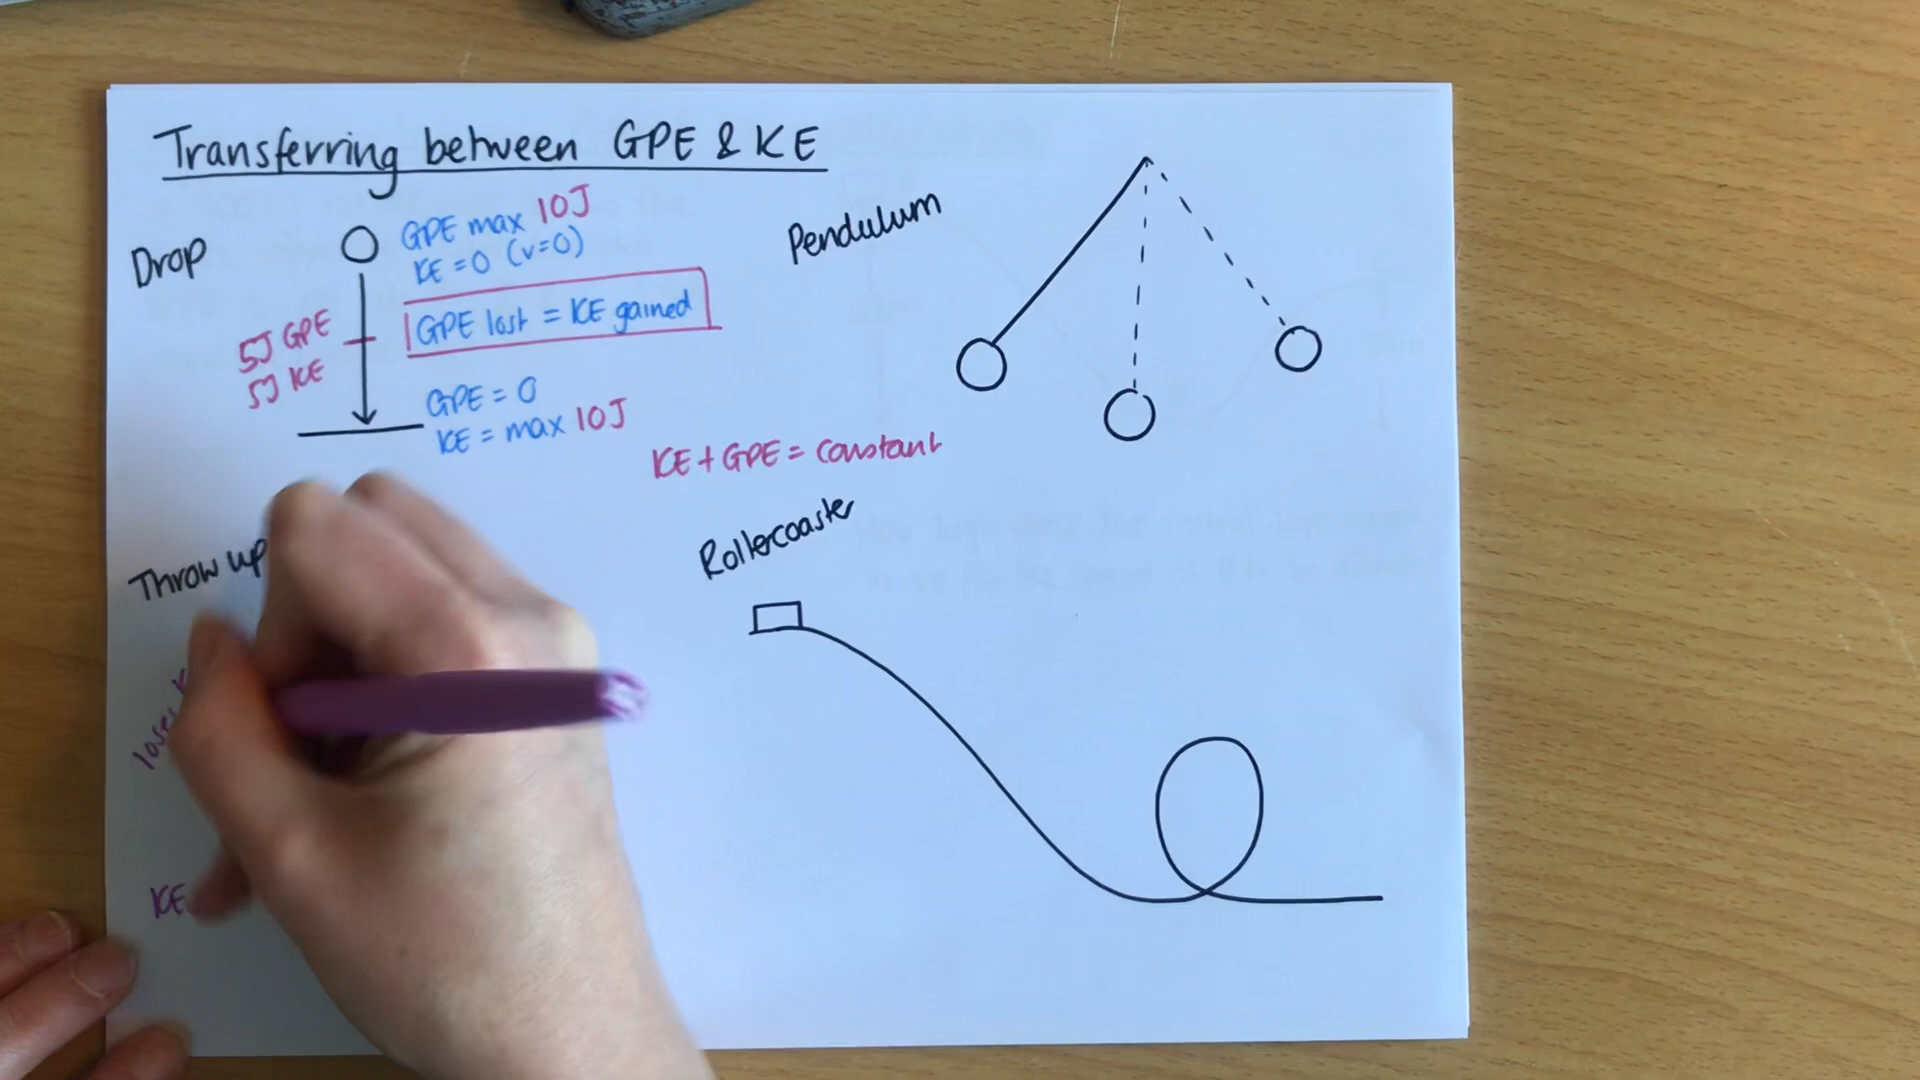 Transferring between GPE & KE
Drop
GPE max 10J
KE = 0 (v=0)
GPE lost = KE gained
5J GPE
5J KE
GPE = 0
KE = max 10J
Pendulum
KE + GPE = constant
Throw up
Rollercoaster
KE